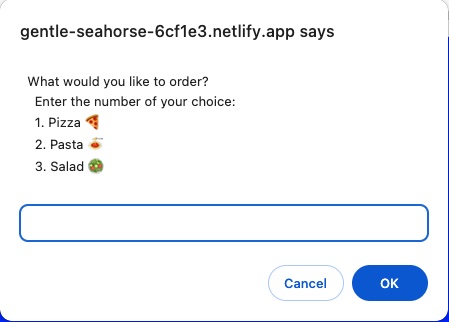 gentle-seahorse-6cf1e3.netlify.app says
What would you like to order?
Enter the number of your choice:
1. Pizza 🍕
2. Pasta 🍝
3. Salad 🥗
Cancel
OK